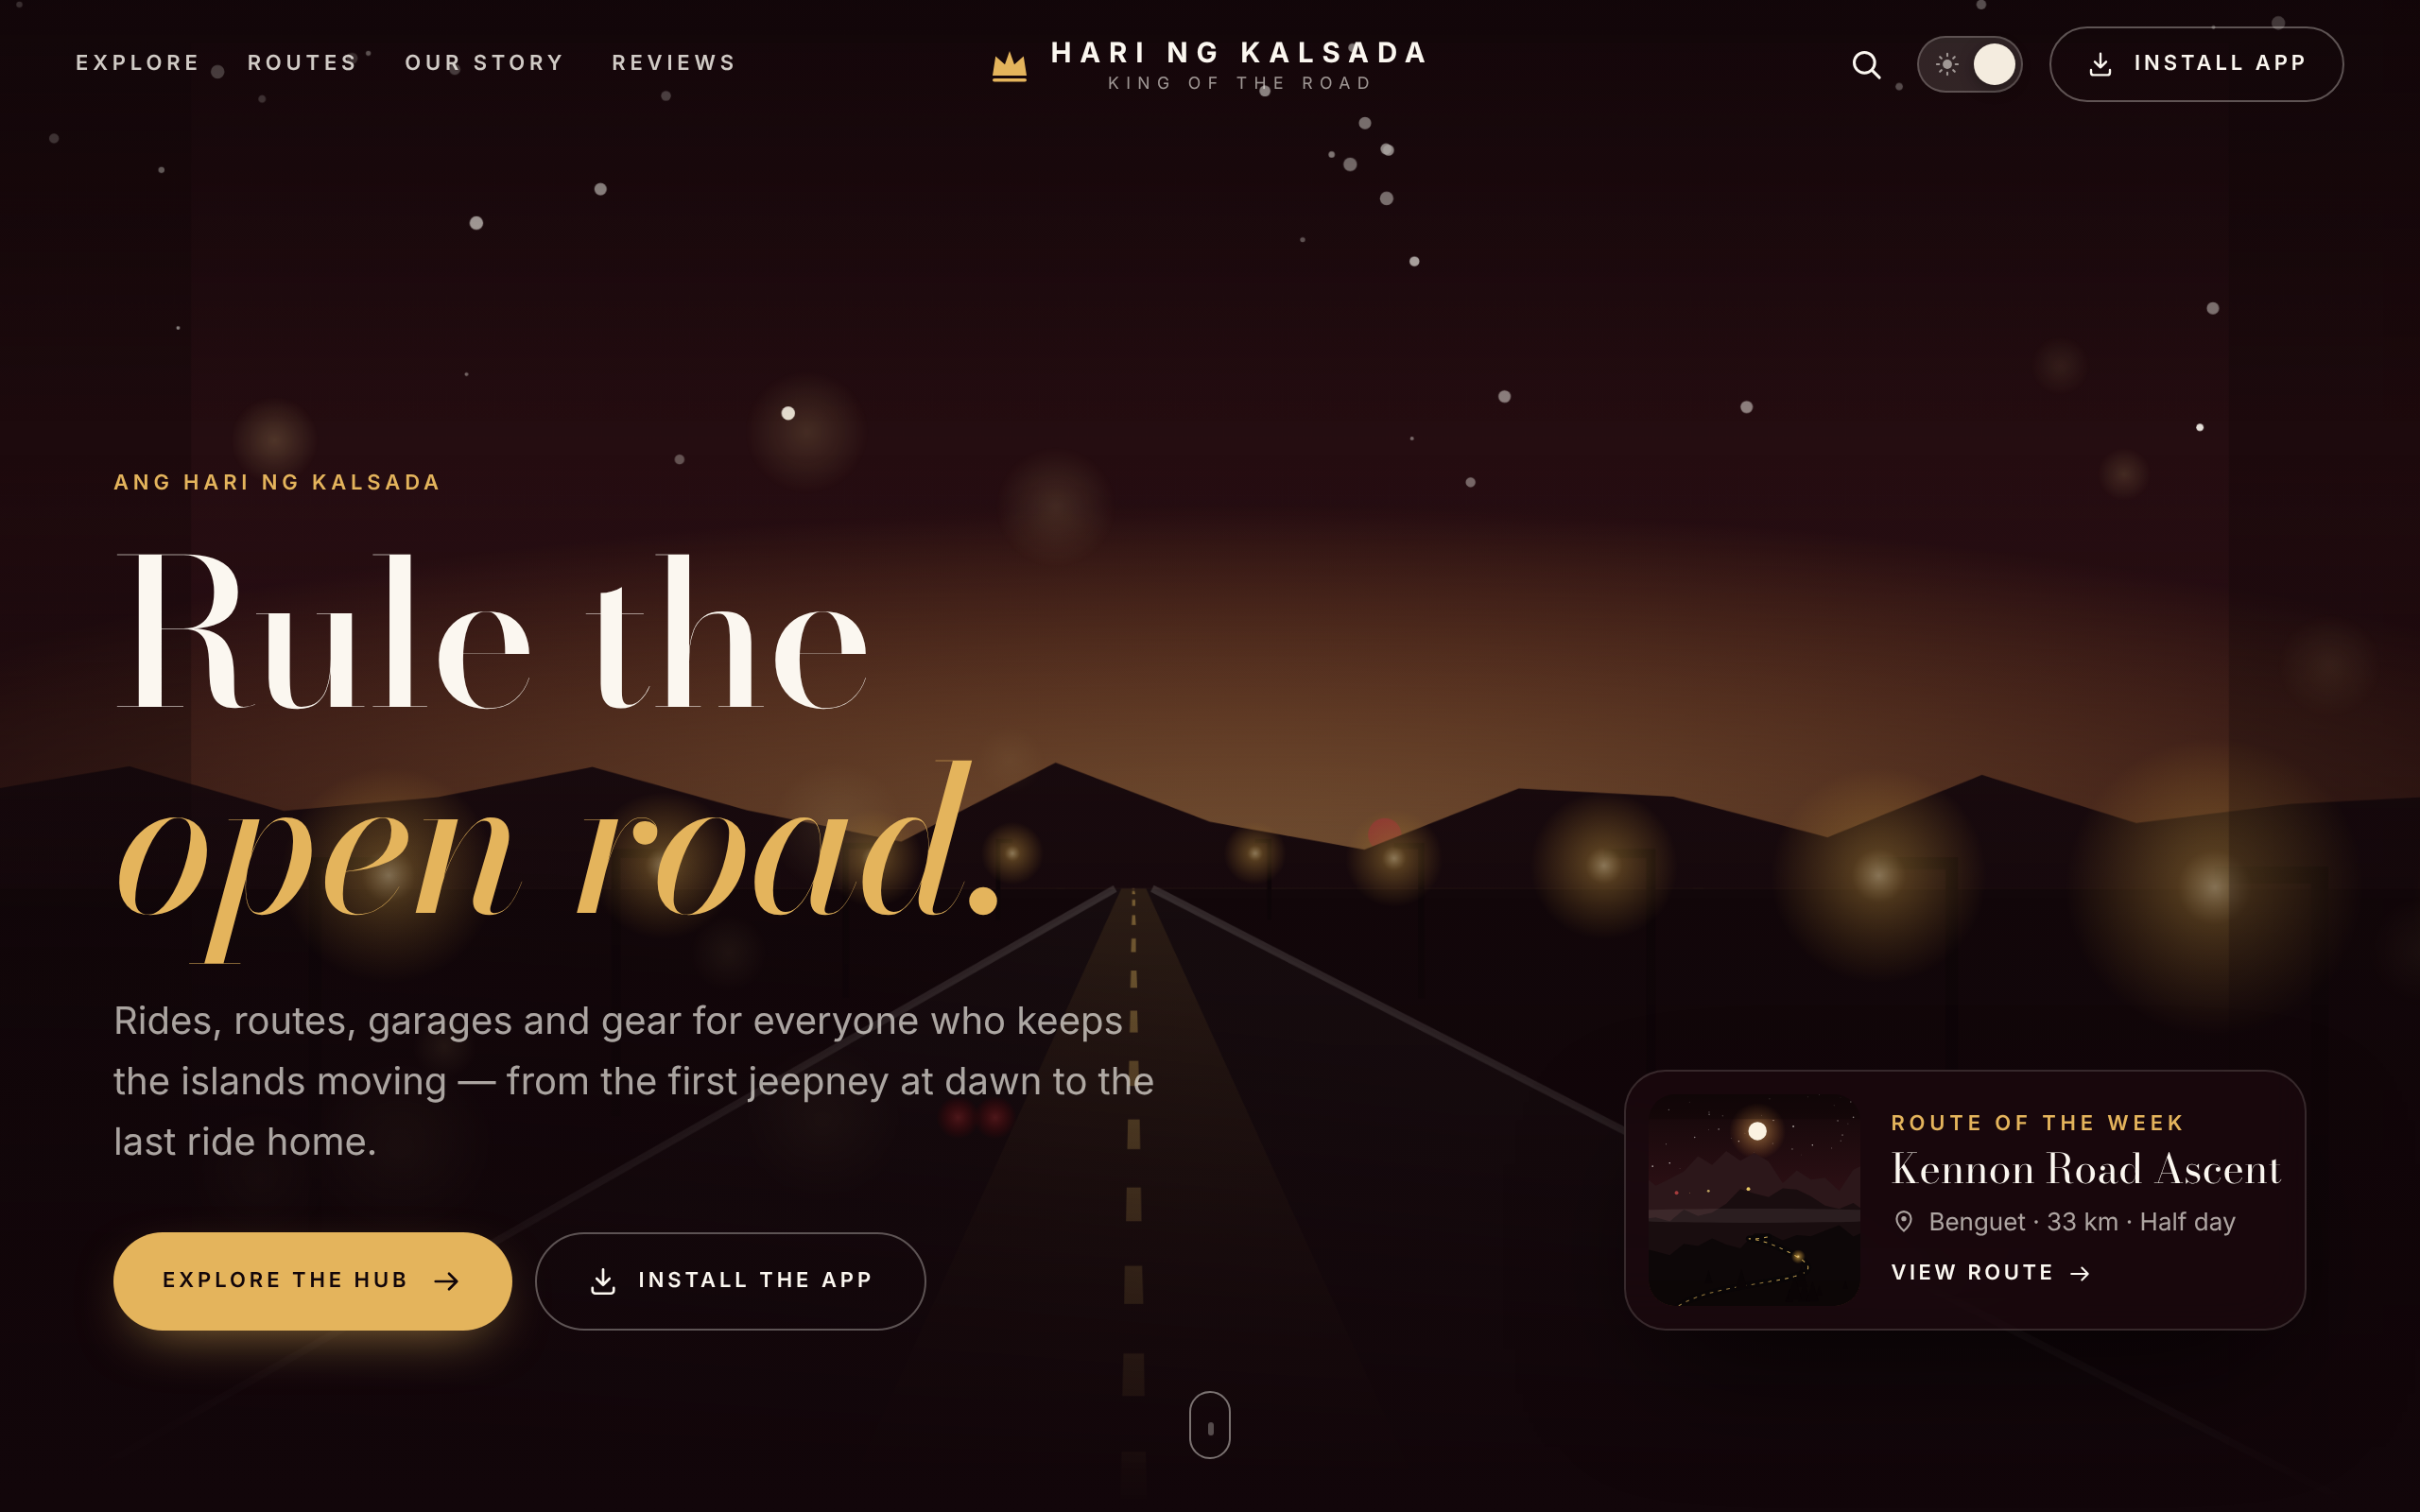 EXPLORE ROUTES OUR STORY REVIEWS
HARI NG KALSADA
KING OF THE ROAD
INSTALL APP
ANG HARI NG KALSADA
Rule the
open road.
Rides, routes, garages and gear for everyone who keeps
the islands moving — from the first jeepney at dawn to the
last ride home.
EXPLORE THE HUB
INSTALL THE APP
ROUTE OF THE WEEK
Kennon Road Ascent
Benguet · 33 km · Half day
VIEW ROUTE